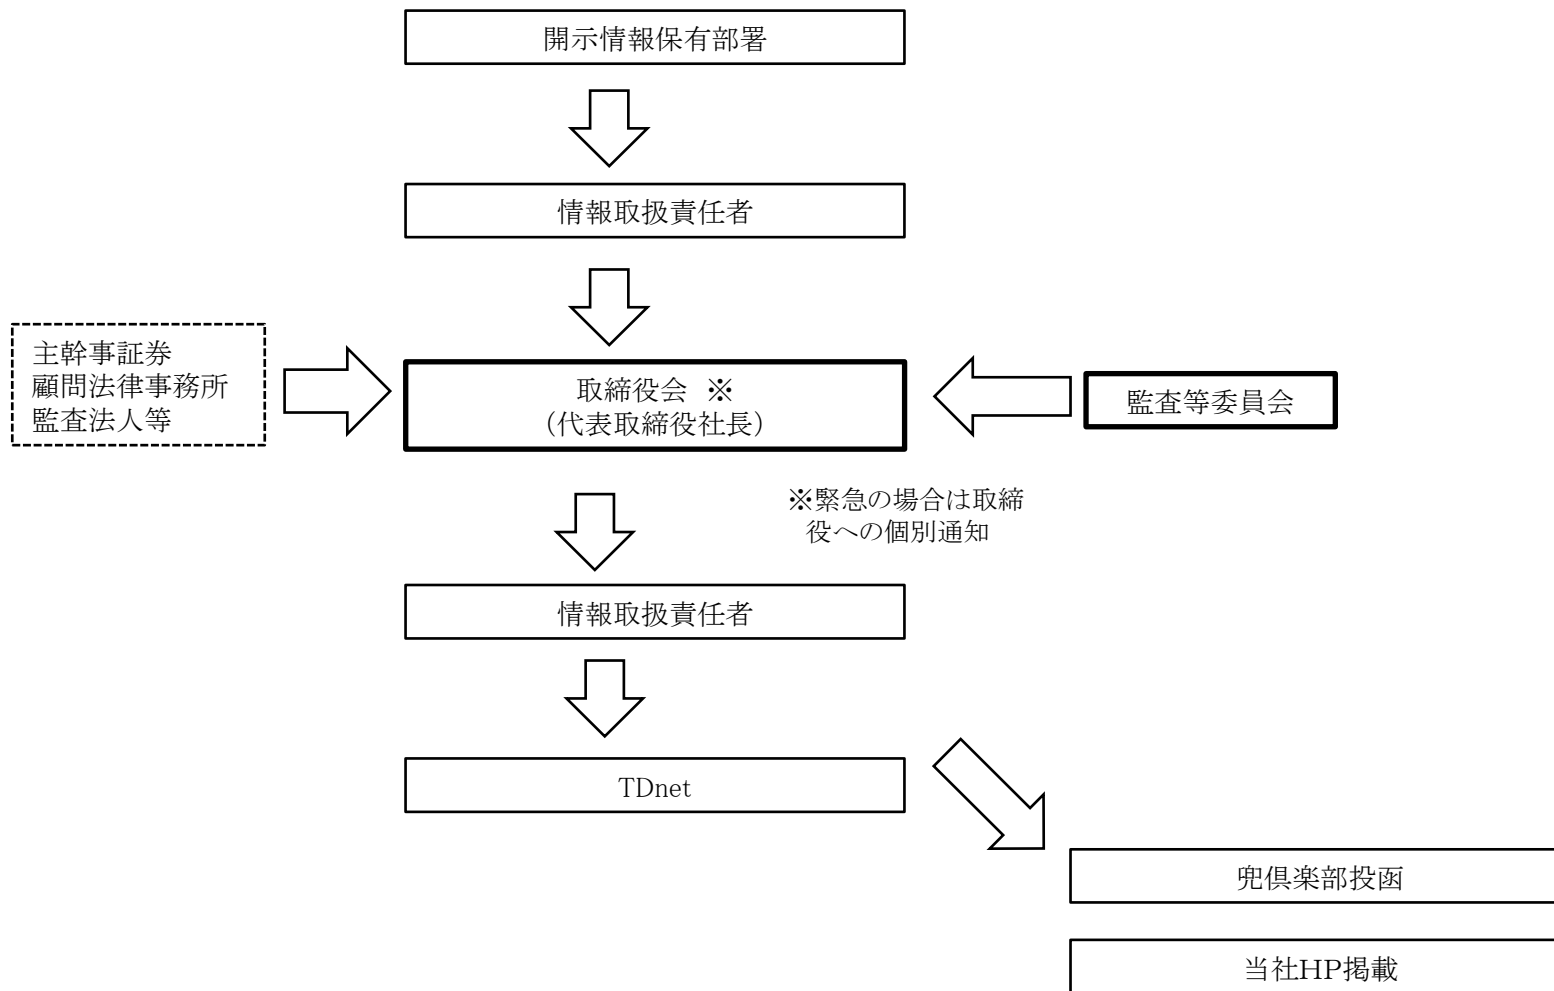 開示情報保有部署
情報取扱責任者
主幹事証券
顧問法律事務所
監査法人等
取締役会 ※
(代表取締役社長)
監査等委員会
※緊急の場合は取締
役への個別通知
情報取扱責任者
TDnet
兜倶楽部投函
当社HP掲載